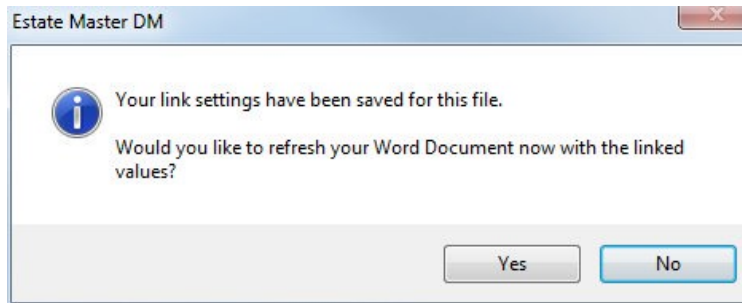 Estate Master DM
Your link settings have been saved for this file.
Would you like to refresh your Word Document now with the linked
values?
Yes
No